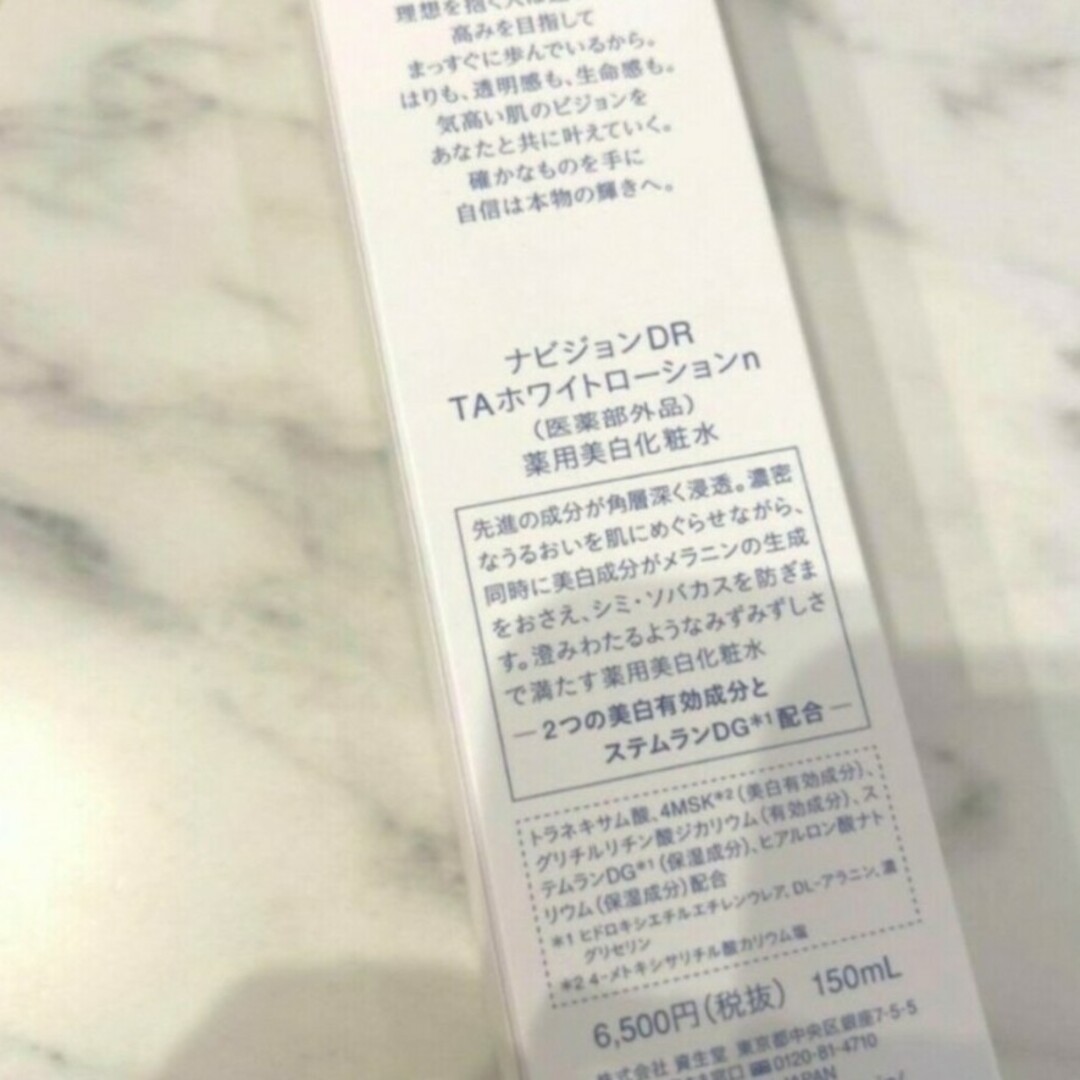 理想を抱く人は
高みを目指して
まっすぐに歩んでいるから。
はりも、透明感も、生命感も。
気高い肌のビジョンを
あなたと共に叶えていく。
確かなものを手に
自信は本物の輝きへ。
ナビジョンDR
TAホワイトローションn
(医薬部外品)
薬用美白化粧水
先進の成分が角層深く浸透。濃密
なうるおいを肌にめぐらせながら、
同時に美白成分がメラニンの生成
をおさえ、シミ・ソバカスを防ぎま
す。澄みわたるようなみずみずしさ
で満たす薬用美白化粧水
― 2つの美白有効成分と
ステムランDG*1配合 ―
トラネキサム酸、4MSK*2(美白有効成分)、
グリチルリチン酸ジカリウム(有効成分)、ス
テムランDG*1(保湿成分)、ヒアルロン酸ナト
リウム(保湿成分)配合
*1 ヒドロキシエチルエチレンウレア、DL-アラニン、濃
グリセリン
*2 4-メトキシサリチル酸カリウム塩
6,500円(税抜) 150mL
株式会社 資生堂 東京都中央区銀座7-5-5
窓口 0120-81-4710
JAPAN